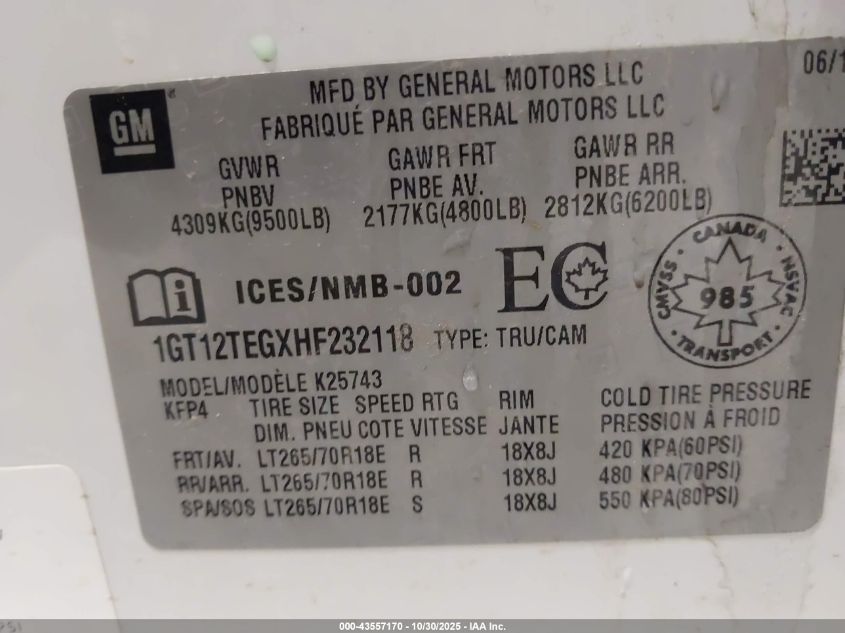 06/1
GM
MFD BY GENERAL MOTORS LLC
FABRIQUÉ PAR GENERAL MOTORS LLC
GVWR GAWR FRT GAWR RR
PNBV PNBE AV. PNBE ARR.
4309KG(9500LB) 2177KG(4800LB) 2812KG(6200LB)
ICES/NMB-002
EC
CANADA
CMVSS 985 NSVAC
TRANSPORT
1GT12TEGXHF232118 TYPE: TRU/CAM
MODEL/MODÈLE K25743
KFP4 TIRE SIZE SPEED RTG RIM COLD TIRE PRESSURE
DIM. PNEU COTE VITESSE JANTE PRESSION À FROID
FRT/AV. LT265/70R18E R 18X8J 420 KPA(60PSI)
RR/ARR. LT265/70R18E R 18X8J 480 KPA(70PSI)
SPA/SOS LT265/70R18E S 18X8J 550 KPA(80PSI)
PSI
000-43557170 - 10/30/2025 - IAA Inc.